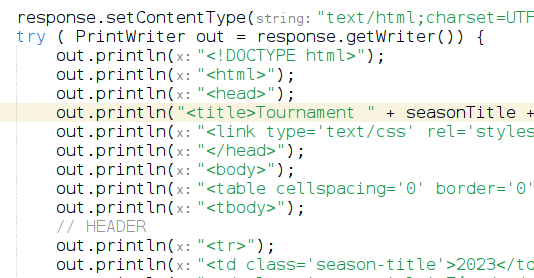 response.setContentType(string: "text/html;charset=UTF
try ( PrintWriter out = response.getWriter()) {
out.println(x: "<!DOCTYPE html>");
out.println(x: "<html>");
out.println(x: "<head>");
out.println("<title>Tournament " + seasonTitle +
out.println(x: "<link type='text/css' rel='styles
out.println(x: "</head>");
out.println(x: "<body>");
out.println(x: "<table cellspacing='0' border='0'
out.println(x: "<tbody>");
// HEADER
out.println(x: "<tr>");
out.println(x: "<td class='season-title'>2023</td